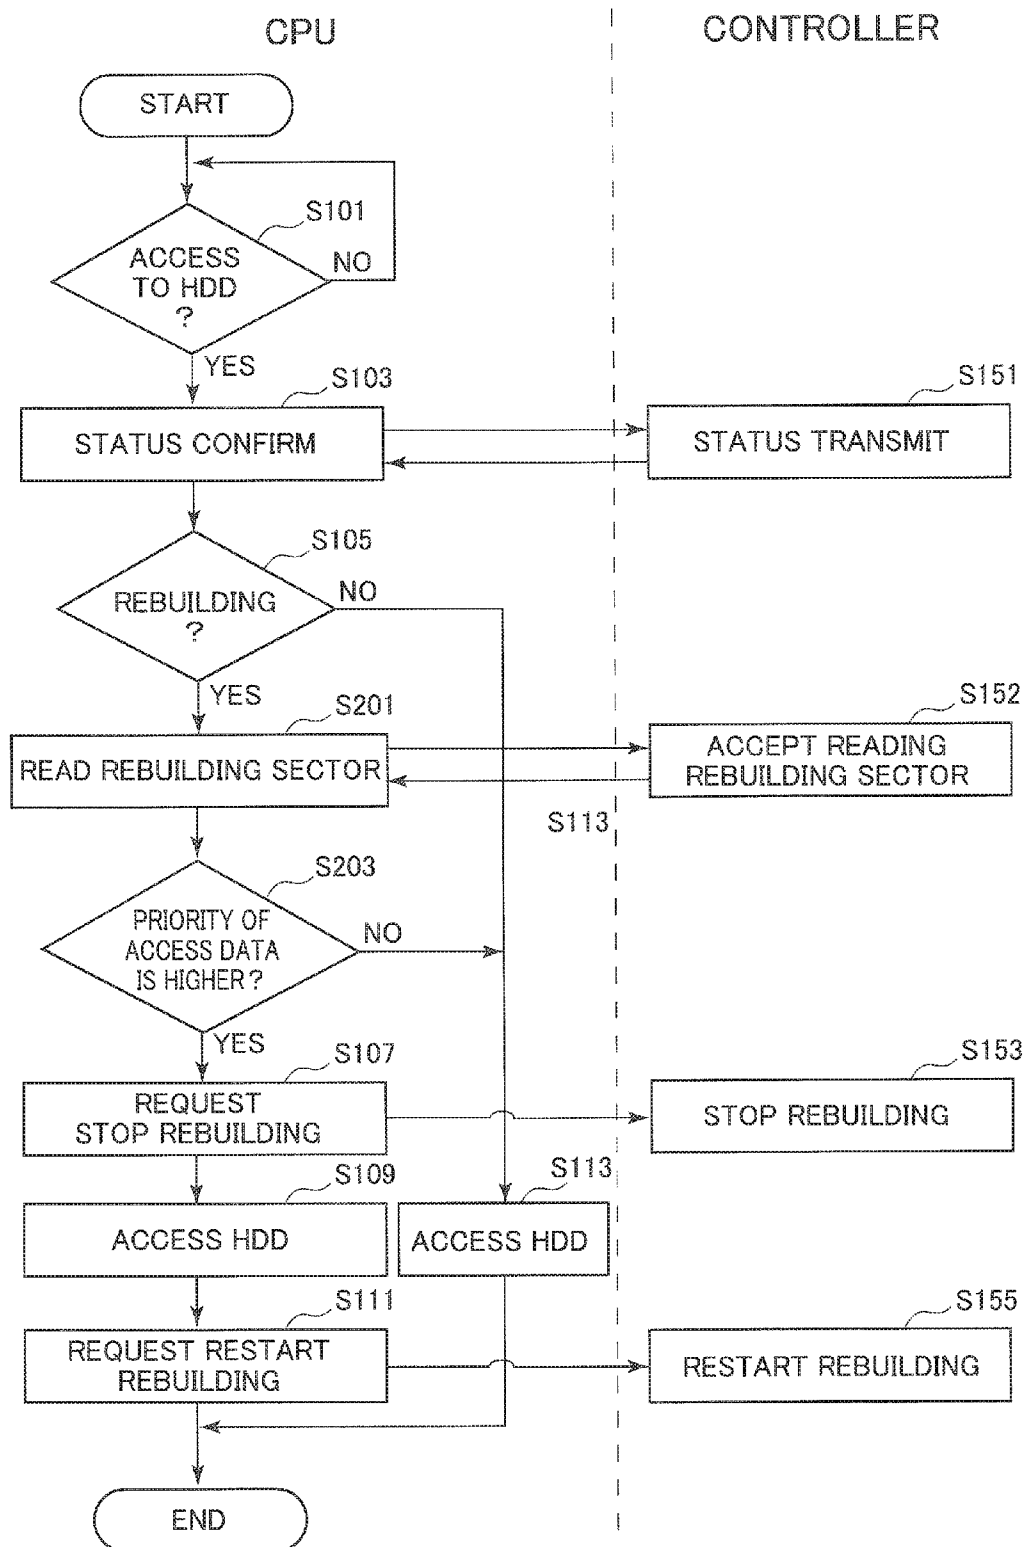 CPU
CONTROLLER
START
S101
ACCESS
TO HDD
?
NO
YES
S103
S151
STATUS CONFIRM
STATUS TRANSMIT
S105
REBUILDING
?
NO
YES
S201
S152
READ REBUILDING SECTOR
ACCEPT READING
REBUILDING SECTOR
S113
S203
PRIORITY OF
ACCESS DATA
IS HIGHER?
NO
YES
S107
S153
REQUEST
STOP REBUILDING
STOP REBUILDING
S109
S113
ACCESS HDD
ACCESS HDD
S111
S155
REQUEST RESTART
REBUILDING
RESTART REBUILDING
END